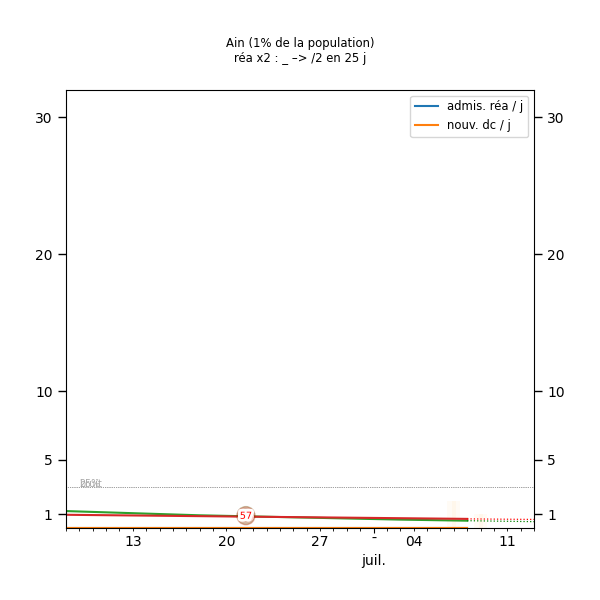 Ain (1% de la population)
réa x2 : _ –> /2 en 25 j
admis. réa / j
nouv. dc / j
30 30
20 20
10 10
5 5
1 57 1
13 20 27 - 04 11
juil.